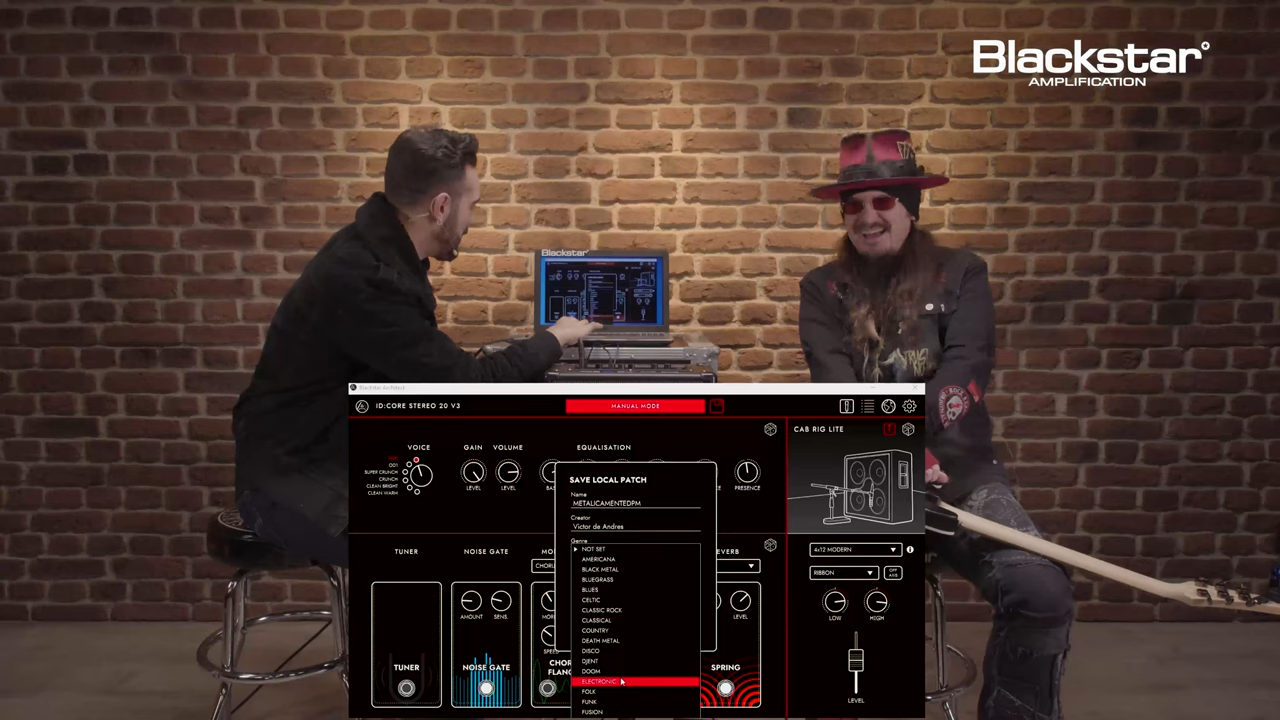 Blackstar
AMPLIFICATION
Blackstar
ID:CORE STEREO 20 V3
MANUAL MODE
CAB RIG LITE
VOICE
GAIN
VOLUME
EQUALISATION
OD1
SUPER CRUNCH
CRUNCH
CLEAN BRIGHT
CLEAN WARM
LEVEL
LEVEL
PRESENCE
SAVE LOCAL PATCH
Name
METALICAMENTEDPM
Creator
Victor de Andres
Genre
NOT SET
AMERICANA
BLACK METAL
BLUEGRASS
BLUES
CELTIC
CLASSIC ROCK
CLASSICAL
COUNTRY
DEATH METAL
DISCO
DJENT
DOOM
ELECTRONIC
FOLK
FUNK
FUSION
TUNER
NOISE GATE
AMOUNT
SENS.
LEVEL
TUNER
NOISE GATE
SPRING
4x12 MODERN
RIBBON
OFF
AXIS
LOW
HIGH
LEVEL